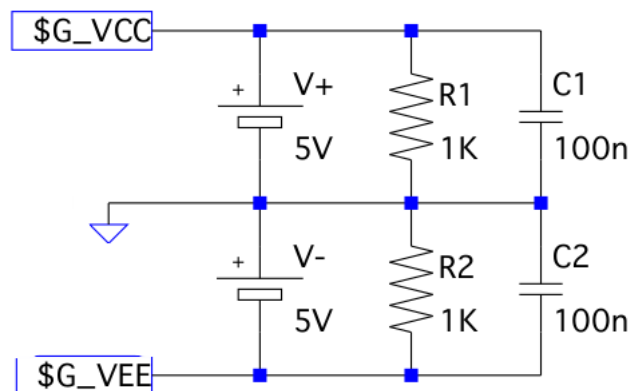 $G_VCC
+
V+
5V
R1
1K
C1
100n
+
V-
5V
R2
1K
C2
100n
$G_VEE